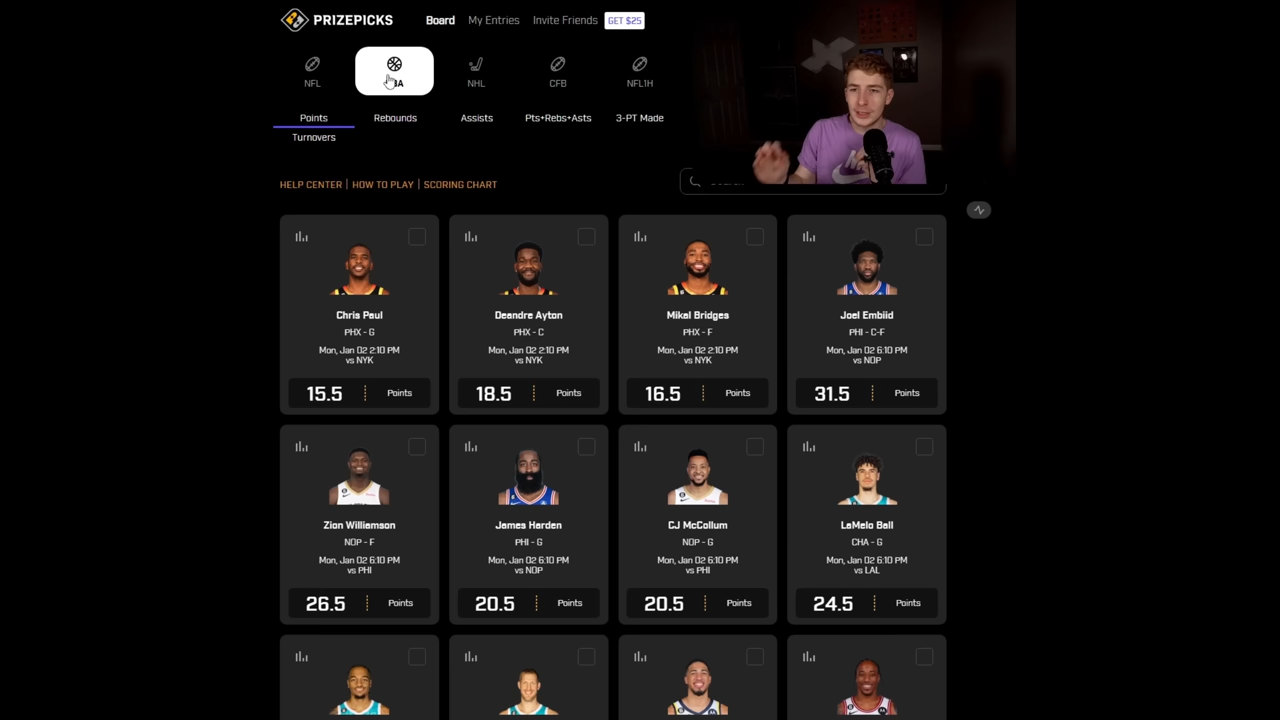 PRIZEPICKS
Board
My Entries
Invite Friends
GET $25
NFL
NHL
CFB
NFL1H
Points
Rebounds
Assists
Pts+Rebs+Asts
3-PT Made
Turnovers
HELP CENTER | HOW TO PLAY | SCORING CHART
Chris Paul
PHX - G
Mon, Jan 02 2:10 PM
vs NYK
15.5
Points
Deandre Ayton
PHX - C
Mon, Jan 02 2:10 PM
vs NYK
18.5
Points
Mikal Bridges
PHX - F
Mon, Jan 02 2:10 PM
vs NYK
16.5
Points
Joel Embiid
PHI - C-F
Mon, Jan 02 6:10 PM
vs NOP
31.5
Points
Zion Williamson
NOP - F
Mon, Jan 02 6:10 PM
vs PHI
26.5
Points
James Harden
PHI - G
Mon, Jan 02 6:10 PM
vs NOP
20.5
Points
CJ McCollum
NOP - G
Mon, Jan 02 6:10 PM
vs PHI
20.5
Points
LaMelo Ball
CHA - G
Mon, Jan 02 6:10 PM
vs LAL
24.5
Points